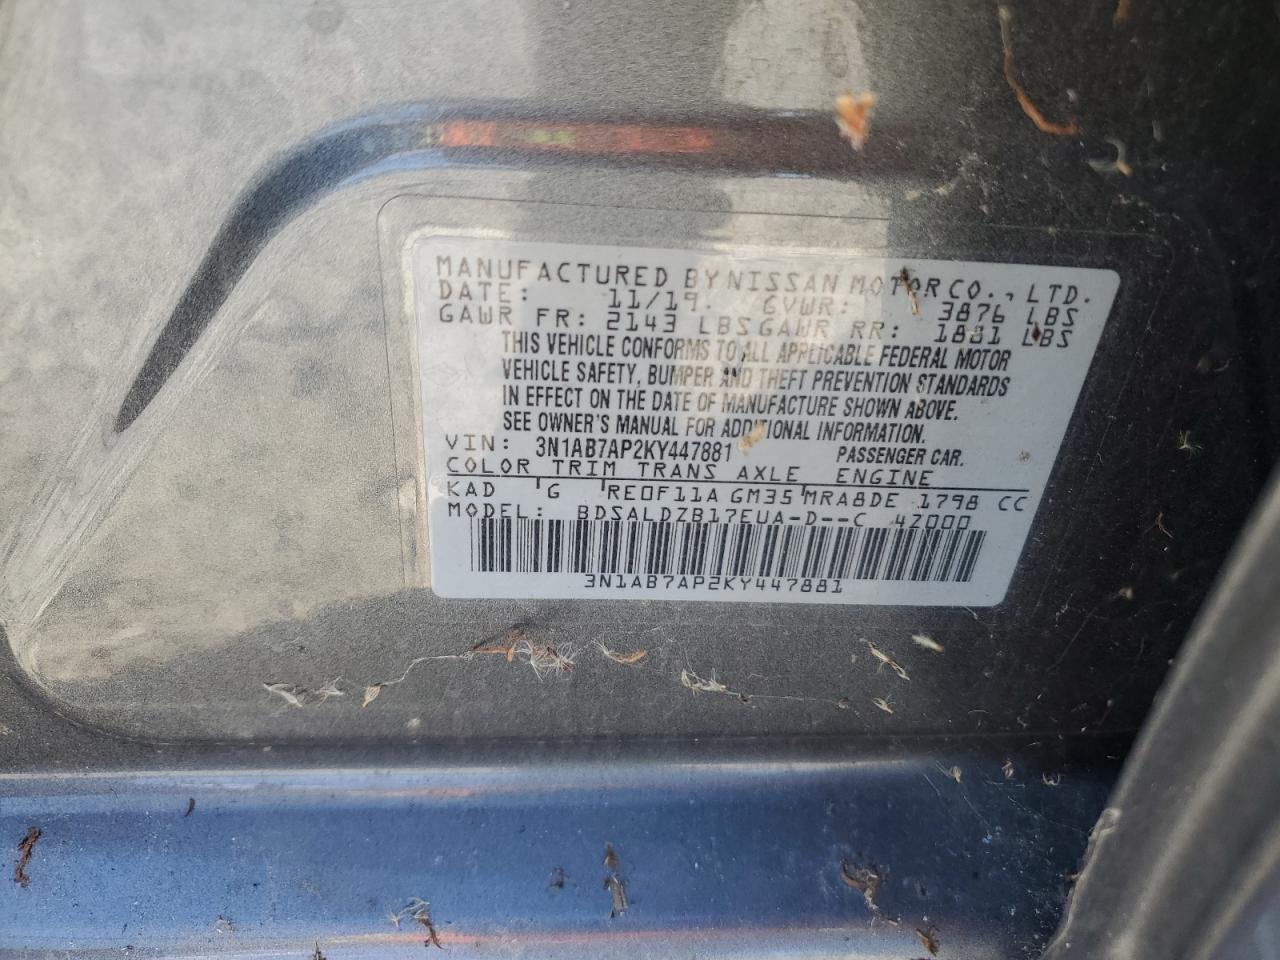 MANUFACTURED BY NISSAN MOTOR CO., LTD.
DATE: 11/19. GVWR: 3876 LBS
GAWR FR: 2143 LBS GAWR RR: 1881 LBS
THIS VEHICLE CONFORMS TO ALL APPLICABLE FEDERAL MOTOR
VEHICLE SAFETY, BUMPER AND THEFT PREVENTION STANDARDS
IN EFFECT ON THE DATE OF MANUFACTURE SHOWN ABOVE.
SEE OWNER'S MANUAL FOR ADDITIONAL INFORMATION.
VIN: 3N1AB7AP2KY447881 PASSENGER CAR.
COLOR TRIM TRANS AXLE ENGINE
KAD G RE0F11A GM35 MRA8DE 1798 CC
MODEL: BDSALDZB17EUA-D--C 42000
3N1AB7AP2KY447881